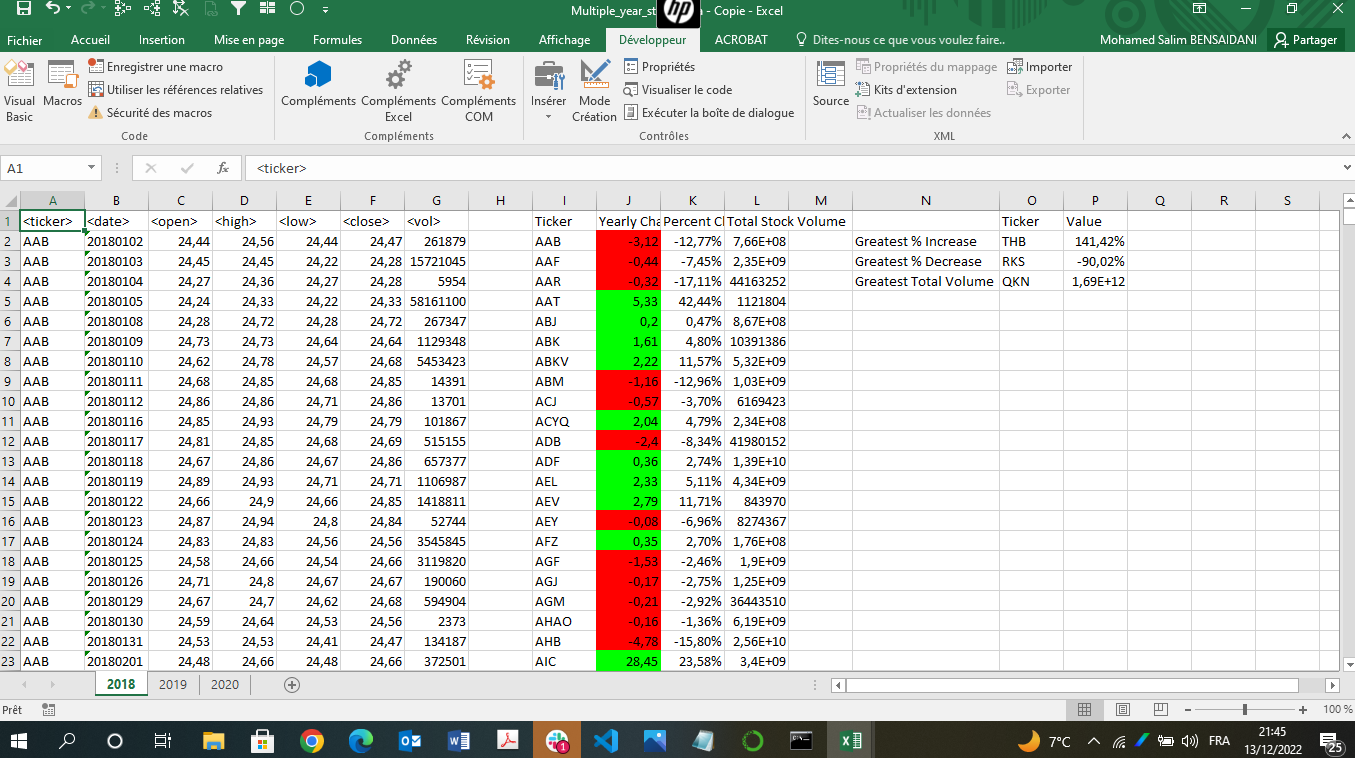 Multiple_year_st a - Copie - Excel
hp
Fichier Accueil Insertion Mise en page Formules Données Révision Affichage Développeur ACROBAT Dites-nous ce que vous voulez faire.. Mohamed Salim BENSAIDANI Partager
Visual Basic
Macros
Enregistrer une macro
Utiliser les références relatives
Sécurité des macros
Code
Compléments
Compléments Excel
Compléments COM
Compléments
Insérer
Mode Création
Propriétés
Visualiser le code
Exécuter la boîte de dialogue
Contrôles
Source
Propriétés du mappage
Kits d'extension
Actualiser les données
Importer
Exporter
XML
A1 fx <ticker>
A B C D E F G H I J K L M N O P Q R S
1 <ticker> <date> <open> <high> <low> <close> <vol> Ticker Yearly Cha Percent Cl Total Stock Volume Ticker Value
2 AAB 20180102 24,44 24,56 24,44 24,47 261879 AAB -3,12 -12,77% 7,66E+08 Greatest % Increase THB 141,42%
3 AAB 20180103 24,45 24,45 24,22 24,28 15721045 AAF -0,44 -7,45% 2,35E+09 Greatest % Decrease RKS -90,02%
4 AAB 20180104 24,27 24,36 24,27 24,28 5954 AAR -0,32 -17,11% 44163252 Greatest Total Volume QKN 1,69E+12
5 AAB 20180105 24,24 24,33 24,22 24,33 58161100 AAT 5,33 42,44% 1121804
6 AAB 20180108 24,28 24,72 24,28 24,72 267347 ABJ 0,2 0,47% 8,67E+08
7 AAB 20180109 24,73 24,73 24,64 24,64 1129348 ABK 1,61 4,80% 10391386
8 AAB 20180110 24,62 24,78 24,57 24,68 5453423 ABKV 2,22 11,57% 5,32E+09
9 AAB 20180111 24,68 24,85 24,68 24,85 14391 ABM -1,16 -12,96% 1,03E+09
10 AAB 20180112 24,86 24,86 24,71 24,86 13701 ACJ -0,57 -3,70% 6169423
11 AAB 20180116 24,85 24,93 24,79 24,79 101867 ACYQ 2,04 4,79% 2,34E+08
12 AAB 20180117 24,81 24,85 24,68 24,69 515155 ADB -2,4 -8,34% 41980152
13 AAB 20180118 24,67 24,86 24,67 24,86 657377 ADF 0,36 2,74% 1,39E+10
14 AAB 20180119 24,89 24,93 24,71 24,71 1106987 AEL 2,33 5,11% 4,34E+09
15 AAB 20180122 24,66 24,9 24,66 24,85 1418811 AEV 2,79 11,71% 843970
16 AAB 20180123 24,87 24,94 24,8 24,84 52744 AEY -0,08 -6,96% 8274367
17 AAB 20180124 24,83 24,83 24,56 24,56 3545845 AFZ 0,35 2,70% 1,76E+08
18 AAB 20180125 24,58 24,66 24,54 24,66 3119820 AGF -1,53 -2,46% 1,9E+09
19 AAB 20180126 24,71 24,8 24,67 24,67 190060 AGJ -0,17 -2,75% 1,25E+09
20 AAB 20180129 24,67 24,7 24,62 24,68 594904 AGM -0,21 -2,92% 36443510
21 AAB 20180130 24,59 24,64 24,53 24,56 2373 AHAO -0,16 -1,36% 6,19E+09
22 AAB 20180131 24,53 24,53 24,41 24,47 134187 AHB -4,78 -15,80% 2,56E+10
23 AAB 20180201 24,48 24,66 24,48 24,66 372501 AIC 28,45 23,58% 3,4E+09
2018 2019 2020
Prêt 100 %
1 7°C FRA 21:45
13/12/2022 25